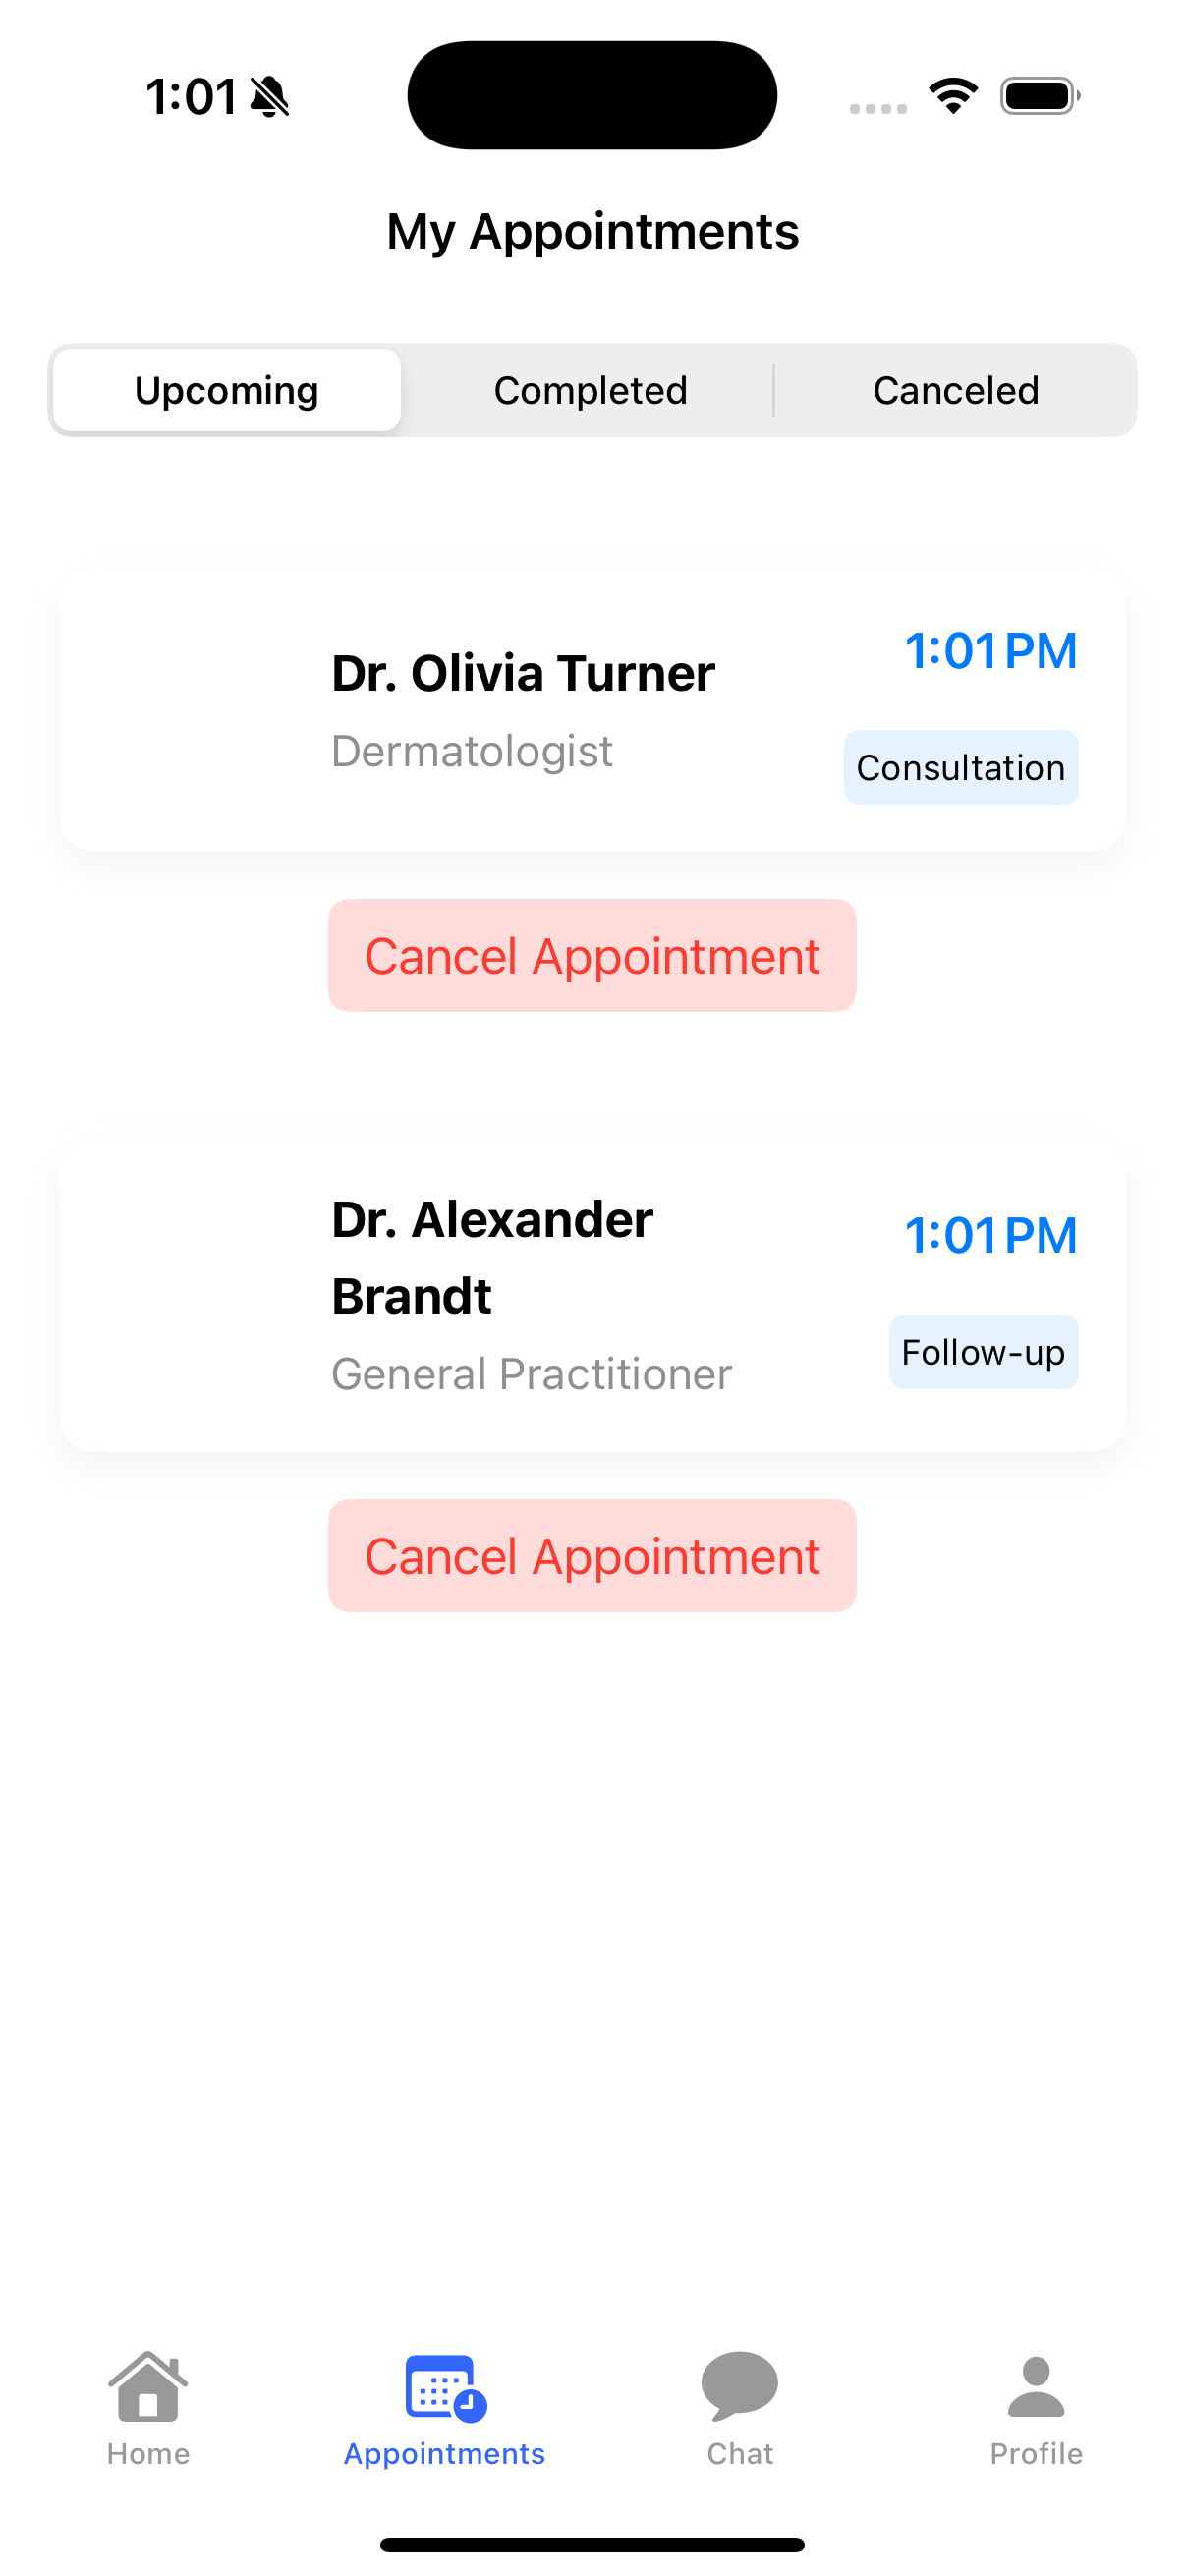 1:01
My Appointments
Upcoming Completed Canceled
Dr. Olivia Turner
Dermatologist
1:01 PM
Consultation
Cancel Appointment
Dr. Alexander
Brandt
General Practitioner
1:01 PM
Follow-up
Cancel Appointment
Home Appointments Chat Profile